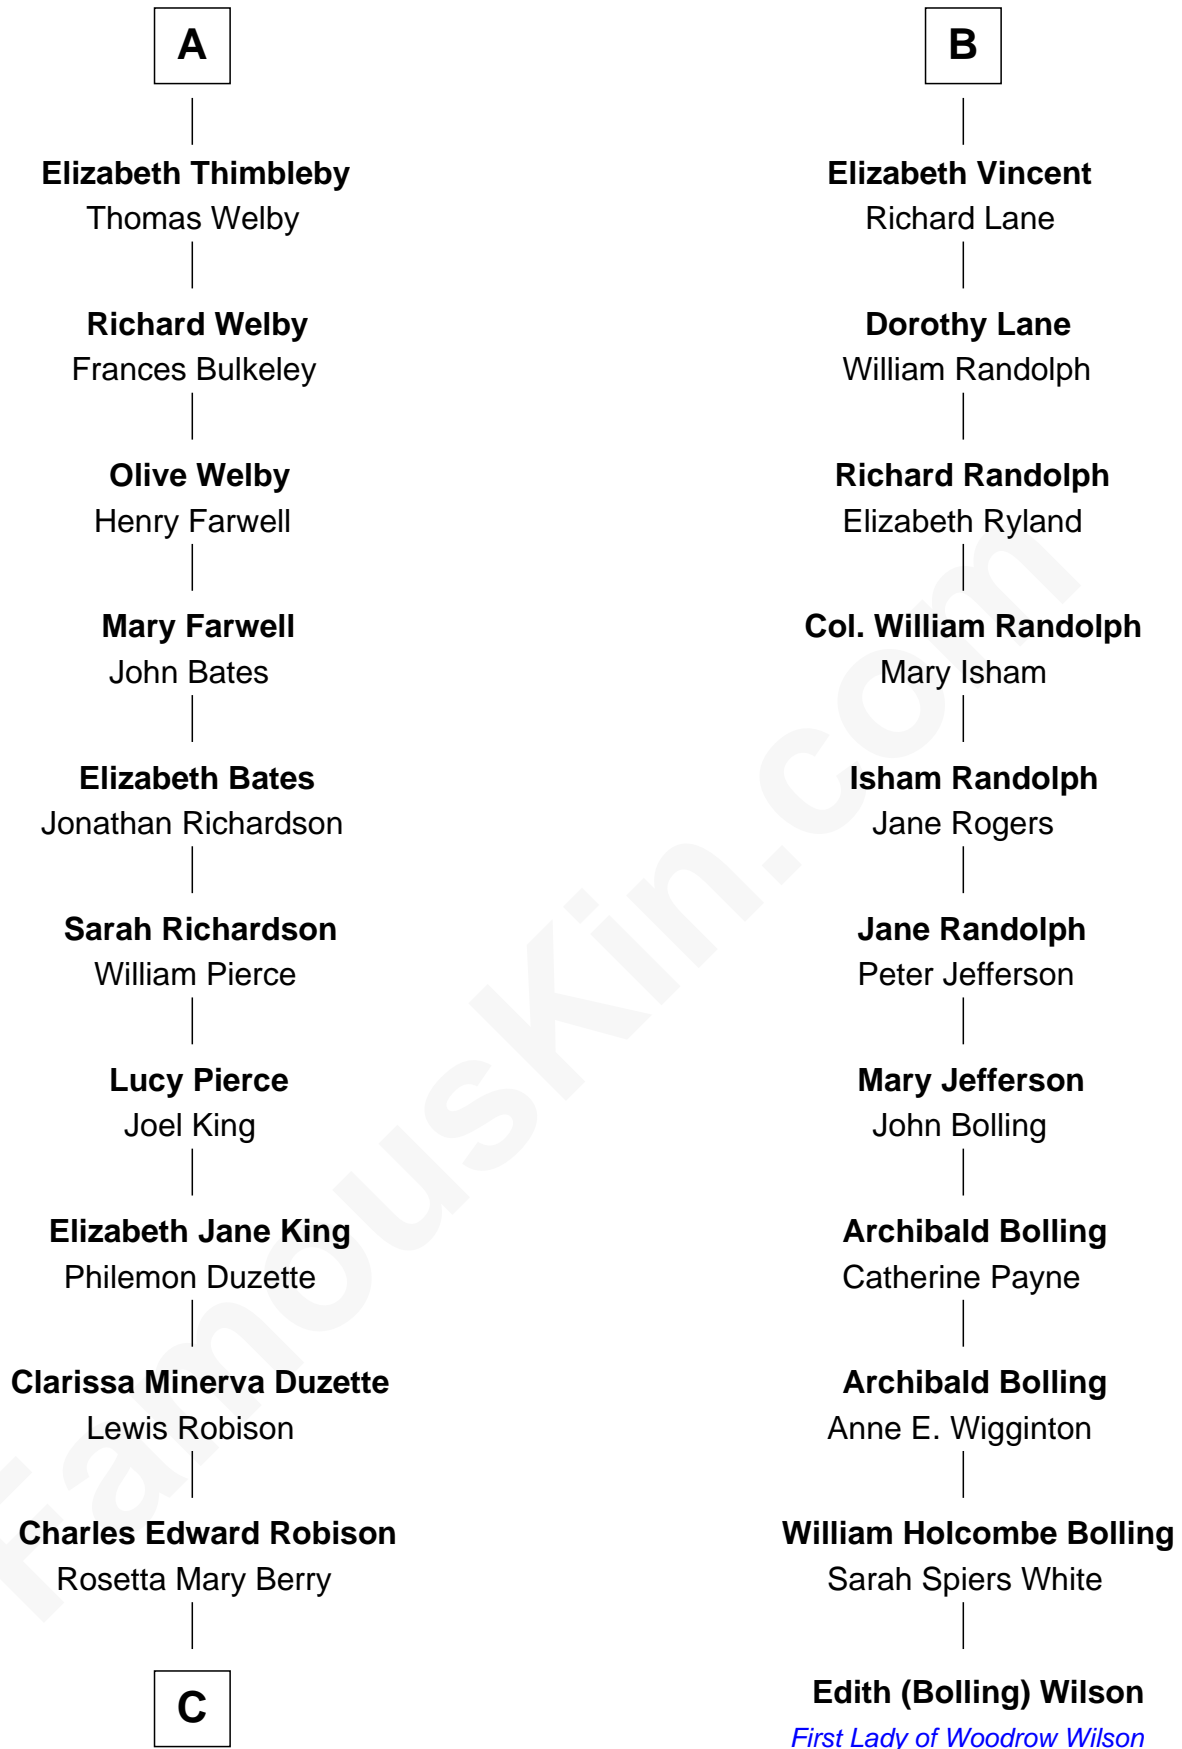 A
Elizabeth Thimbleby
Thomas Welby
Richard Welby
Frances Bulkeley
Olive Welby
Henry Farwell
Mary Farwell
John Bates
Elizabeth Bates
Jonathan Richardson
Sarah Richardson
William Pierce
Lucy Pierce
Joel King
Elizabeth Jane King
Philemon Duzette
Clarissa Minerva Duzette
Lewis Robison
Charles Edward Robison
Rosetta Mary Berry
C
B
Elizabeth Vincent
Richard Lane
Dorothy Lane
William Randolph
Richard Randolph
Elizabeth Ryland
Col. William Randolph
Mary Isham
Isham Randolph
Jane Rogers
Jane Randolph
Peter Jefferson
Mary Jefferson
John Bolling
Archibald Bolling
Catherine Payne
Archibald Bolling
Anne E. Wigginton
William Holcombe Bolling
Sarah Spiers White
Edith (Bolling) Wilson
First Lady of Woodrow Wilson
FamousKin.com